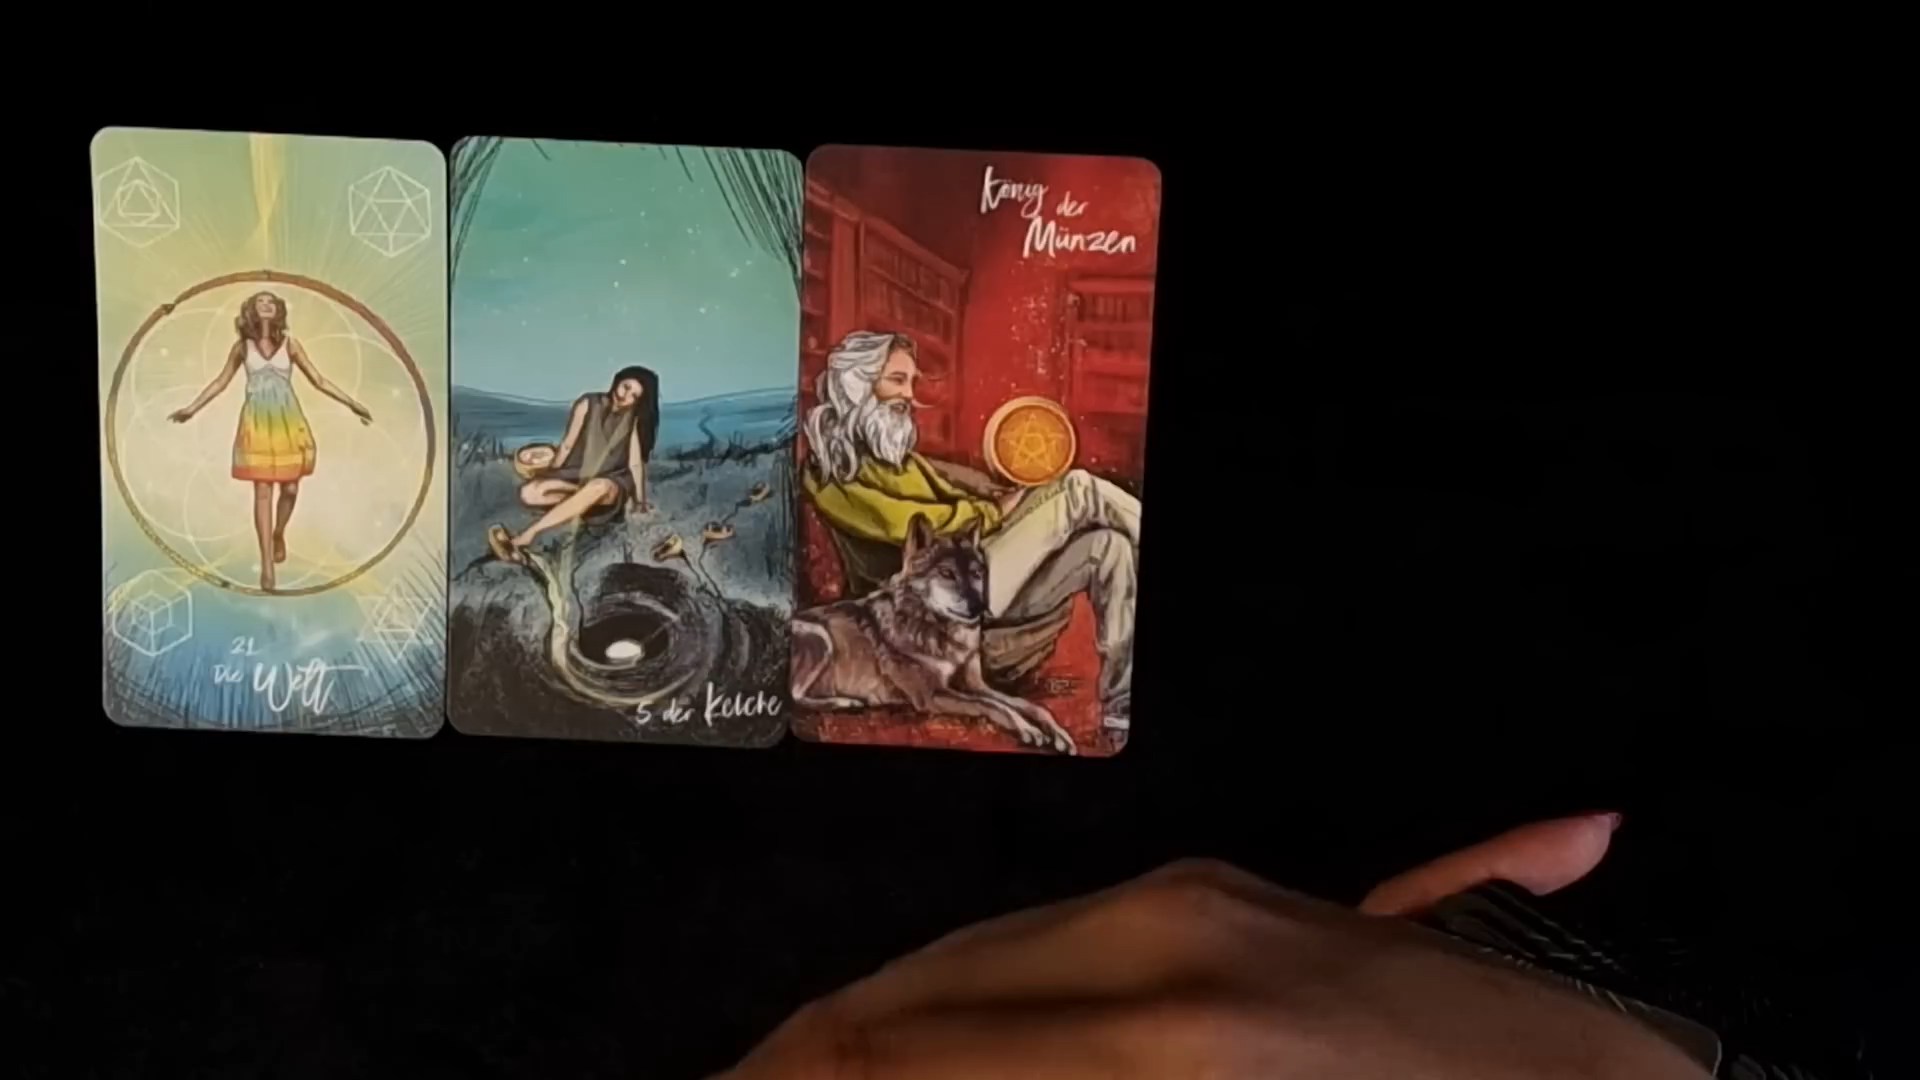 21
Die Welt
5 der Kelche
König
der
Münzen